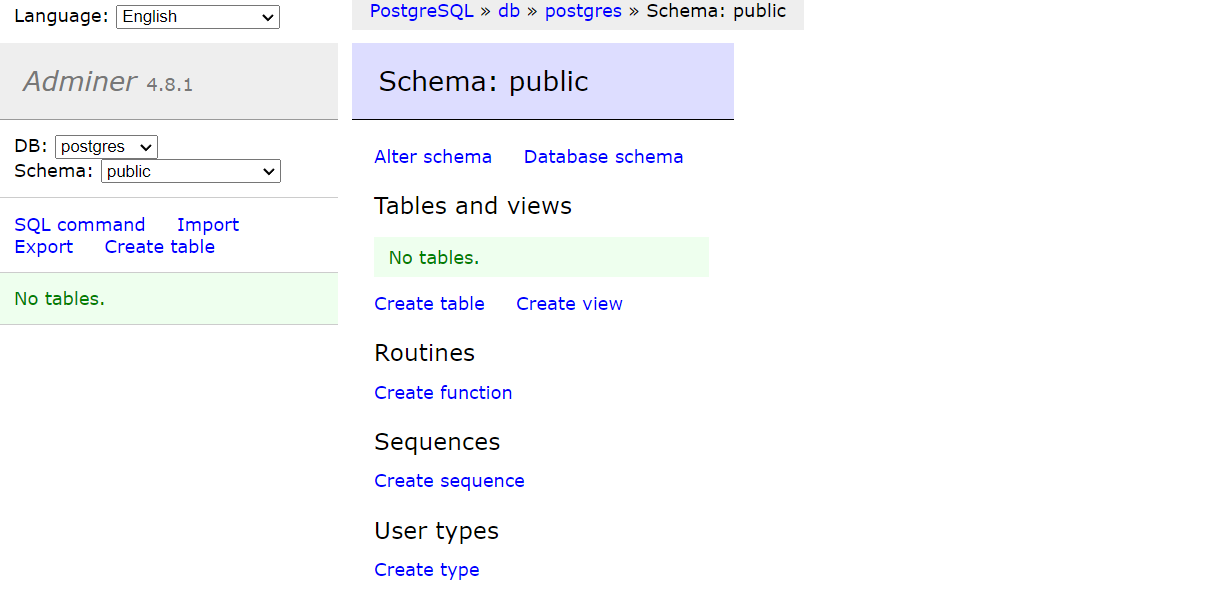 Language: English
Adminer 4.8.1
DB: postgres
Schema: public
SQL command Import
Export Create table
No tables.
PostgreSQL » db » postgres » Schema: public
Schema: public
Alter schema Database schema
Tables and views
No tables.
Create table Create view
Routines
Create function
Sequences
Create sequence
User types
Create type